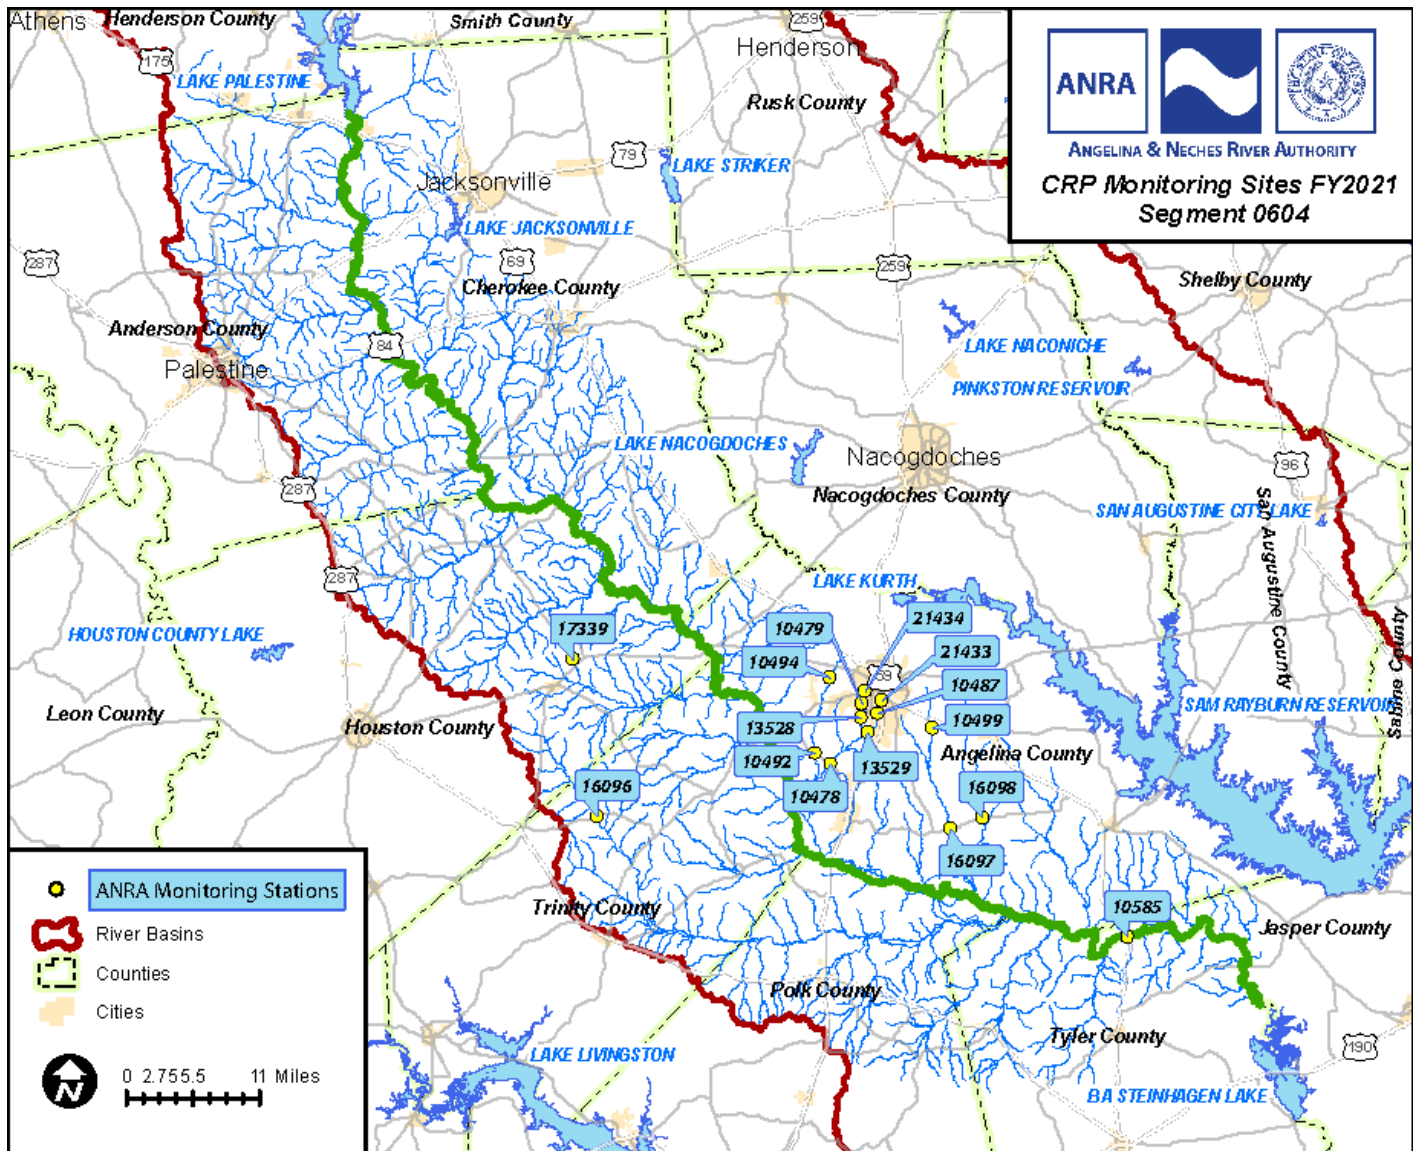 Athens
Henderson County
Smith County
259
Henderson
175
LAKE PALESTINE
Rusk County
ANRA
ANGELINA & NECHES RIVER AUTHORITY
CRP Monitoring Sites FY2021
Segment 0604
79
LAKE STRIKER
Jacksonville
LAKE JACKSONVILLE
287
69
259
Cherokee County
Shelby County
Anderson County
84
LAKE NACONICHE
Palestine
PINKSTON RESERVOIR
LAKE NACOGDOCHES
Nacogdoches
96
287
Nacogdoches County
SAN AUGUSTINE CITY LAKE
San Augustine County
287
LAKE KURTH
HOUSTON COUNTY LAKE
17339
10479
21434
10494
21433
59
10487
Sabine County
Leon County
Houston County
13528
10499
SAM RAYBURN RESERVOIR
10492
13529
Angelina County
16096
10478
16098
16097
ANRA Monitoring Stations
Trinity County
10585
River Basins
Jasper County
Counties
Polk County
Cities
Tyler County
LAKE LIVINGSTON
190
0 2.755.5 11 Miles
N
BA STEINHAGEN LAKE